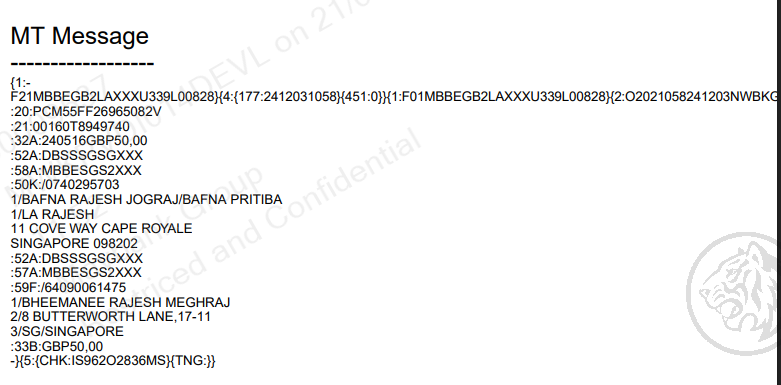 MT Message
------------------
{1:-
F21MBBEGB2LAXXXU339L00828}{4:{177:2412031058}{451:0}}{1:F01MBBEGB2LAXXXU339L00828}{2:O2021058241203NWBKG
:20:PCM55FF26965082V
:21:00160T8949740
:32A:240516GBP50,00
:52A:DBSSSGSGXXX
:58A:MBBESGS2XXX
:50K:/0740295703
1/BAFNA RAJESH JOGRAJ/BAFNA PRITIBA
1/LA RAJESH
11 COVE WAY CAPE ROYALE
SINGAPORE 098202
:52A:DBSSSGSGXXX
:57A:MBBESGS2XXX
:59F:/64090061475
1/BHEEMANEE RAJESH MEGHRAJ
2/8 BUTTERWORTH LANE,17-11
3/SG/SINGAPORE
:33B:GBP50,00
-}{5:{CHK:IS962O2836MS}{TNG:}}
DEVL on 21/0
nk Group
triced and Confidential